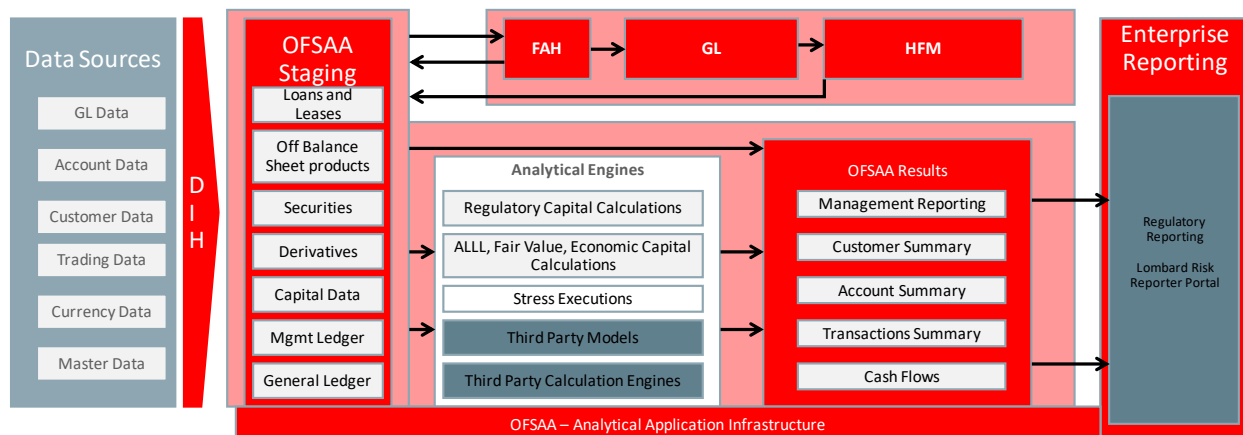 Data Sources
GL Data
Account Data
Customer Data
Trading Data
Currency Data
Master Data
D
I
H
OFSAA
Staging
Loans and
Leases
Off Balance
Sheet products
Securities
Derivatives
Capital Data
Mgmt Ledger
General Ledger
FAH
GL
HFM
Analytical Engines
Regulatory Capital Calculations
ALLL, Fair Value, Economic Capital
Calculations
Stress Executions
Third Party Models
Third Party Calculation Engines
OFSAA Results
Management Reporting
Customer Summary
Account Summary
Transactions Summary
Cash Flows
Enterprise
Reporting
Regulatory
Reporting
Lombard Risk
Reporter Portal
OFSAA – Analytical Application Infrastructure